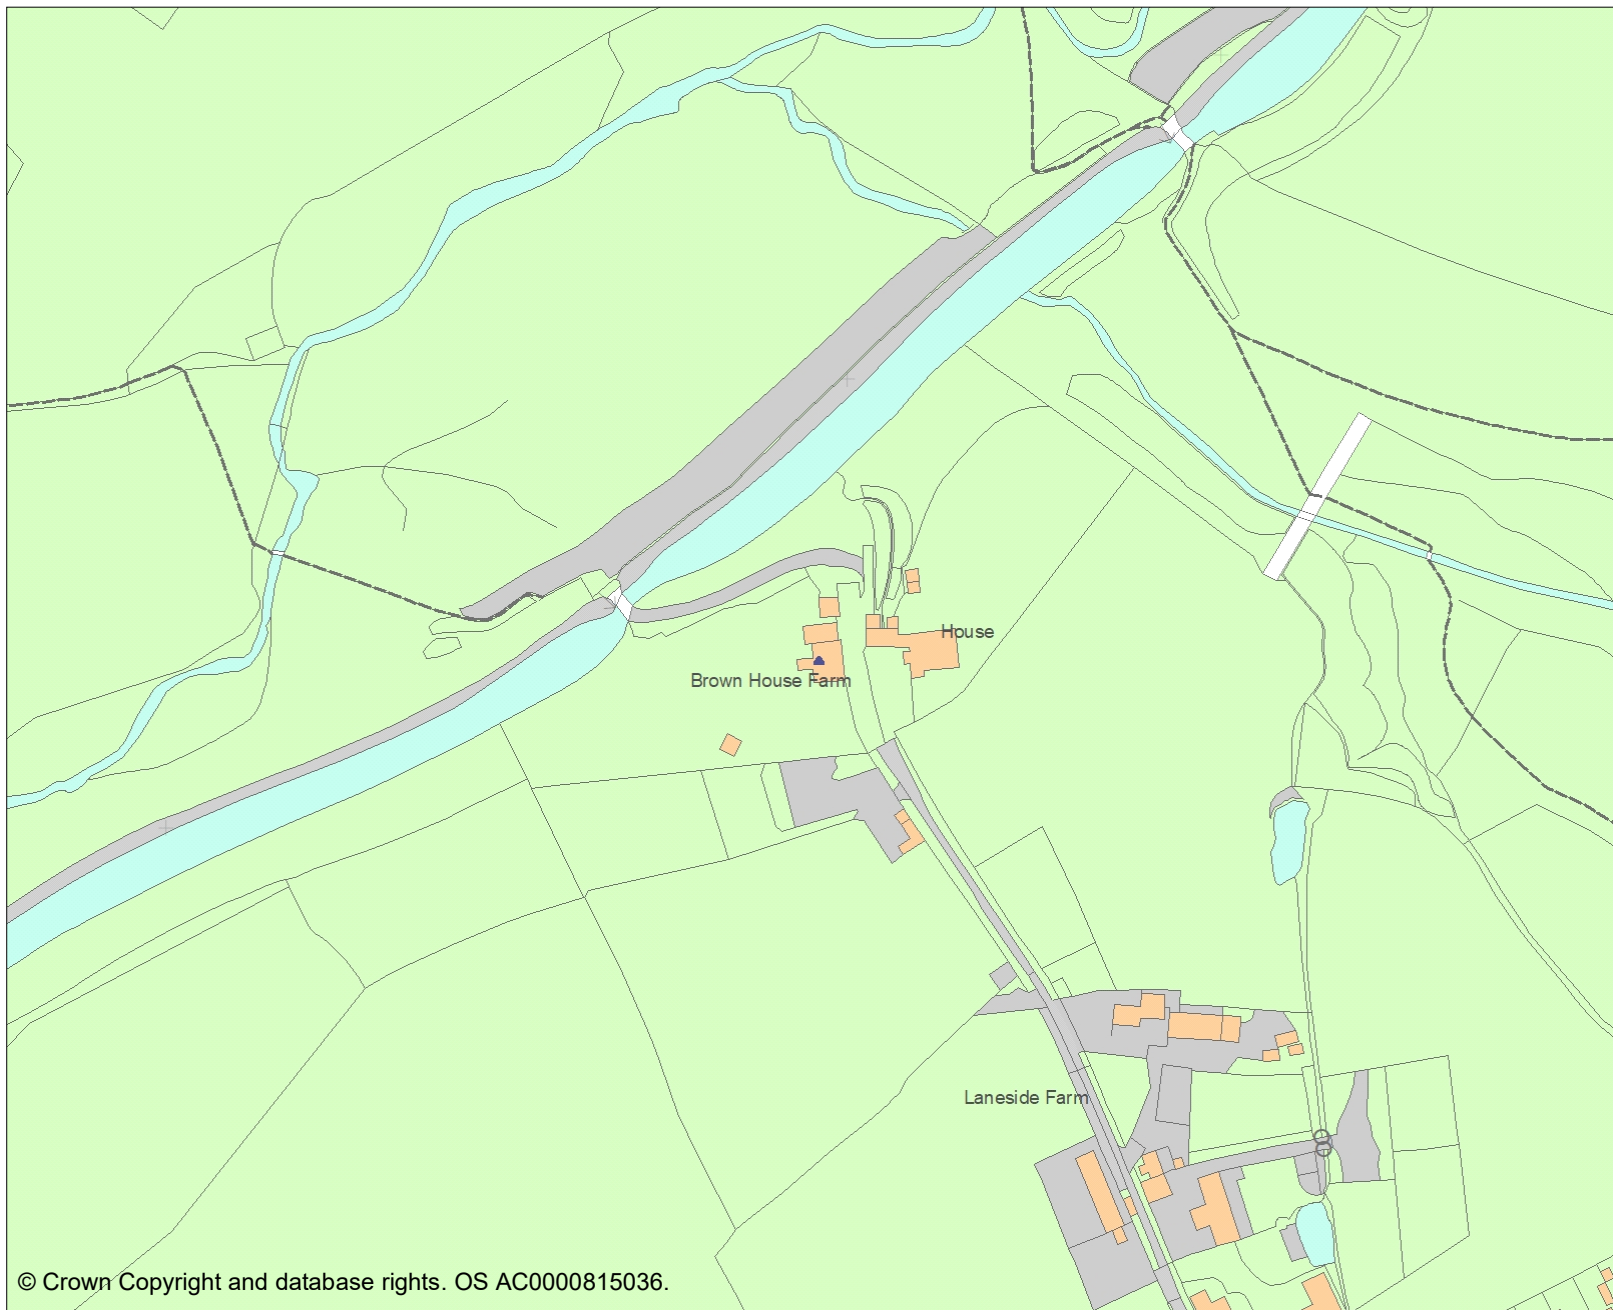 House
Brown House Farm
Laneside Farm
© Crown Copyright and database rights. OS AC0000815036.